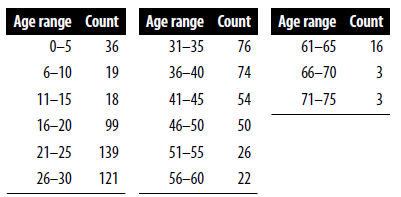 Age range Count Age range Count Age range Count
0–5 36 31–35 76 61–65 16
6–10 19 36–40 74 66–70 3
11–15 18 41–45 54 71–75 3
16–20 99 46–50 50
21–25 139 51–55 26
26–30 121 56–60 22